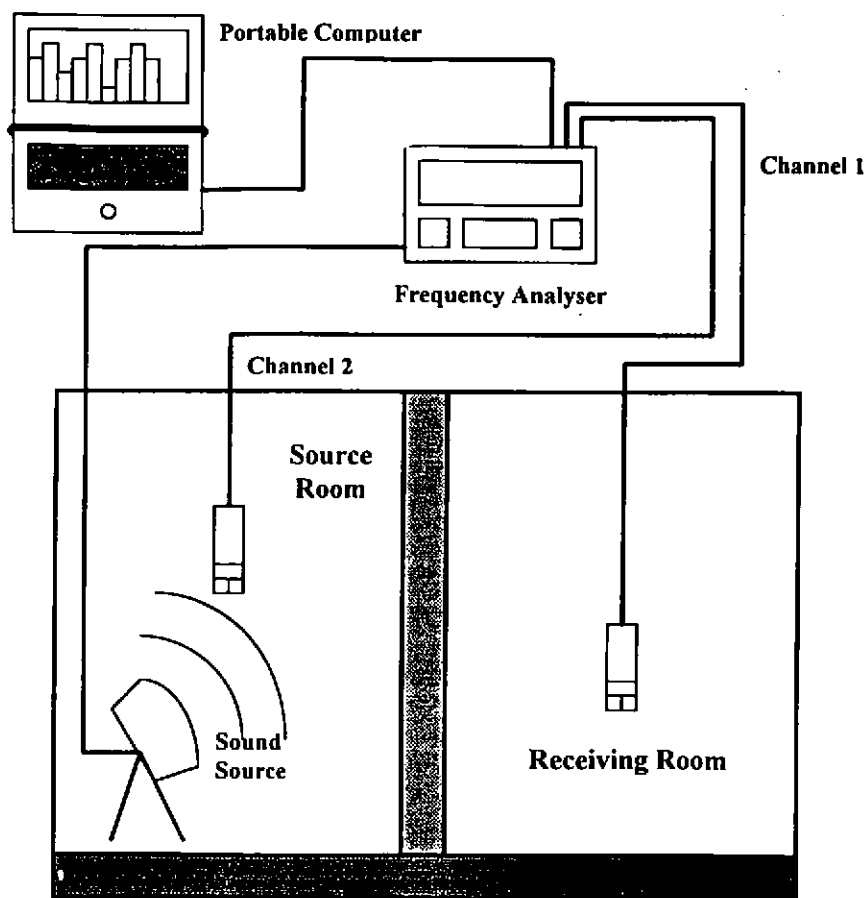 Portable Computer
Channel 1
Frequency Analyser
Channel 2
Source
Room
Sound
Source
Receiving Room